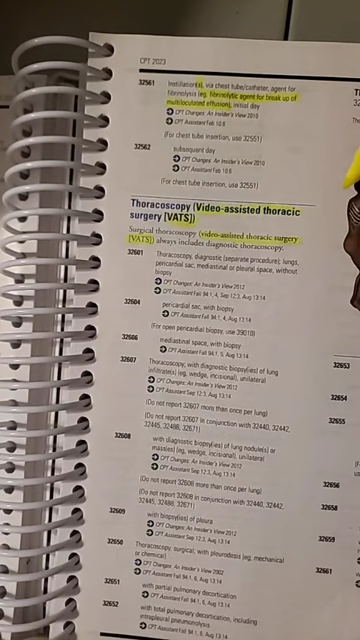 CPT 2023
32561 Instillation(s), via chest tube/catheter, agent for
fibrinolysis (eg, fibrinolytic agent for break up of
multiloculated effusion), initial day
CPT Changes: An Insider's View 2010
CPT Assistant Feb 10:6
(For chest insertion, use 32551)
32562 subsequent day
CPT Changes: An Insider's View 2010
CPT Assistant Feb 10:6
(For chest tube insertion, use 32551)
Thoracoscopy (Video-assisted thoracic
surgery [VATS])
Surgical thoracoscopy (video-assisted thoracic surgery
[VATS]) always includes diagnostic thoracoscopy.
32601 Thoracoscopy, diagnostic (separate procedure); lungs,
pericardial sac, mediastinal or pleural space, without
biopsy
CPT Changes: An Insider's View 2012
CPT Assistant Fall 94:1, 4, Sep 12:3, Aug 13:14
32604 pericardial sac, with biopsy
CPT Assistant Fall 94:1, 4, Aug 13:14
(For open pericardial biopsy, use 39010)
32606 mediastinal space, with biopsy
CPT Assistant Fall 94:1, 5, Aug 13:14
32607 Thoracoscopy; with diagnostic biopsy(ies) of lung
infiltrate(s) (eg, wedge, incisional), unilateral
CPT Changes: An Insider's View 2012
CPT Assistant Sep 12:3, Aug 13:14
(Do not report 32607 more than once per lung)
(Do not report 32607 in conjunction with 32440, 32442,
32445, 32488, 32671)
32608 with diagnostic biopsy(ies) of lung nodule(s) or
mass(es) (eg, wedge, incisional), unilateral
CPT Changes: An Insider's View 2012
CPT Assistant Sep 12:3, Aug 13:14
(Do not report 32608 more than once per lung)
(Do not report 32608 in conjunction with 32440, 32442,
32445, 32488, 32671)
32609 with biopsy(ies) of pleura
CPT Changes: An Insider's View 2012
CPT Assistant Sep 12:3, Aug 13:14
32650 Thoracoscopy, surgical; with pleurodesis (eg, mechanical
or chemical)
CPT Changes: An Insider's View 2002
CPT Assistant Fall 94:1, 6, Aug 13:14
32651 with partial pulmonary decortication
CPT Assistant Fall 94:1, 6, Aug 13:14
32652 with total pulmonary decortication, including
intrapleural pneumonolysis
CPT Assistant Fall 94:1, 6, Aug 13:14
32653
32654
32655
32656
32658
32659
32661